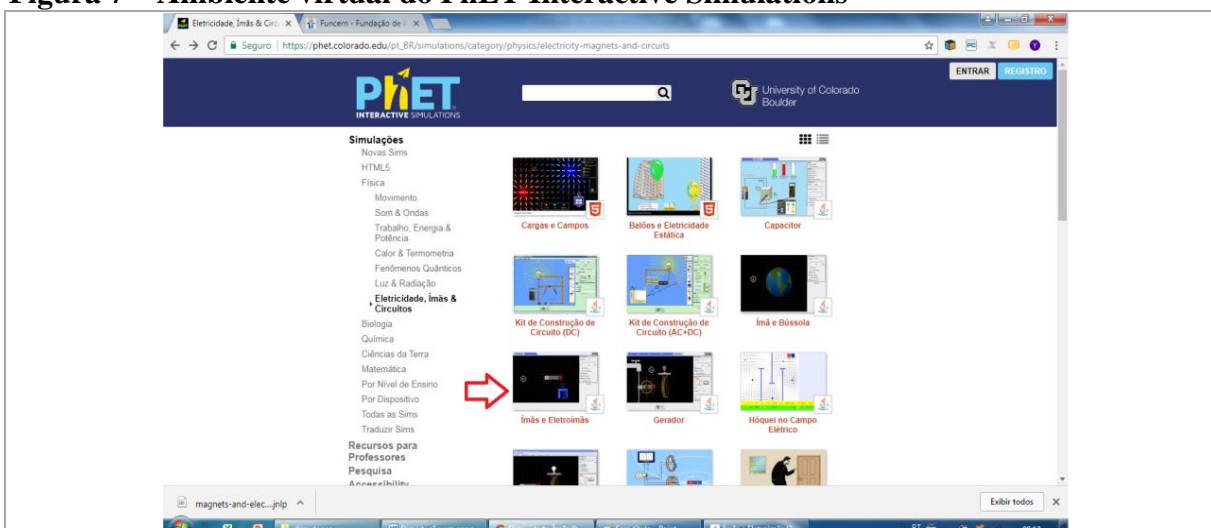 Figura 7 – Ambiente virtual do PhET Interactive Simulations
Eletricidade, Ímãs & Circ
Funcern - Fundação de
Seguro | https://phet.colorado.edu/pt_BR/simulations/category/physics/electricity-magnets-and-circuits
ENTRAR REGISTRO
PhET
INTERACTIVE SIMULATIONS
University of Colorado
Boulder
Simulações
Novas Sims
HTML5
Física
Movimento
Som & Ondas
Trabalho, Energia &
Potência
Calor & Termometria
Fenômenos Quânticos
Luz & Radiação
Eletricidade, Ímãs &
Circuitos
Biologia
Química
Ciências da Terra
Matemática
Por Nível de Ensino
Por Dispositivo
Todas as Sims
Traduzir Sims
Recursos para
Professores
Pesquisa
Accessibility
Cargas e Campos
Balões e Eletricidade
Estática
Capacitor
Kit de Construção de
Circuito (DC)
Kit de Construção de
Circuito (AC+DC)
Ímã e Bússola
Ímãs e Eletroímãs
Gerador
Hóquei no Campo
Elétrico
magnets-and-elec....jnlp
Exibir todos
PT